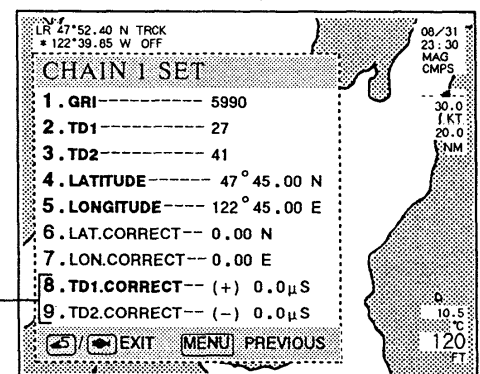 LR 47°52.40 N TRCK
* 122°39.85 W OFF
08/31
23:30
MAG
CMPS
CHAIN 1 SET
1.GRI---------- 5990
2.TD1---------- 27
3.TD2---------- 41
4.LATITUDE------ 47°45.00 N
5.LONGITUDE---- 122°45.00 E
6.LAT.CORRECT-- 0.00 N
7.LON.CORRECT-- 0.00 E
8.TD1.CORRECT-- (+) 0.0μS
9.TD2.CORRECT-- (−) 0.0μS
/ EXIT MENU PREVIOUS
30.0
KT
20.0
NM
10.5
°C
120
FT